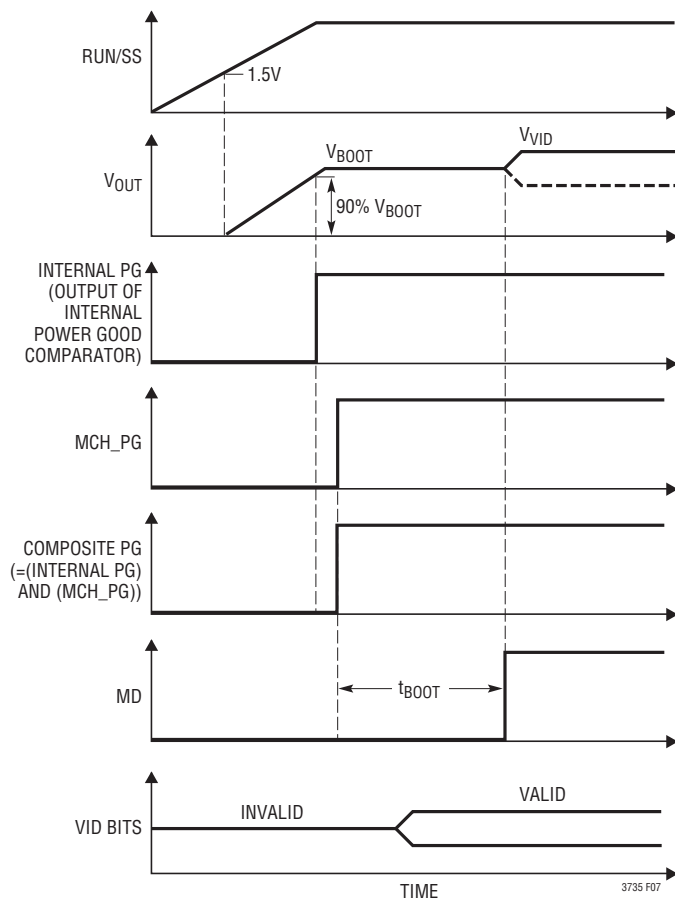 RUN/SS
1.5V
VOUT
VBOOT
VVID
90% VBOOT
INTERNAL PG
(OUTPUT OF
INTERNAL
POWER GOOD
COMPARATOR)
MCH_PG
COMPOSITE PG
(=(INTERNAL PG)
AND (MCH_PG))
MD
tBOOT
VID BITS
INVALID
VALID
TIME
3735 F07